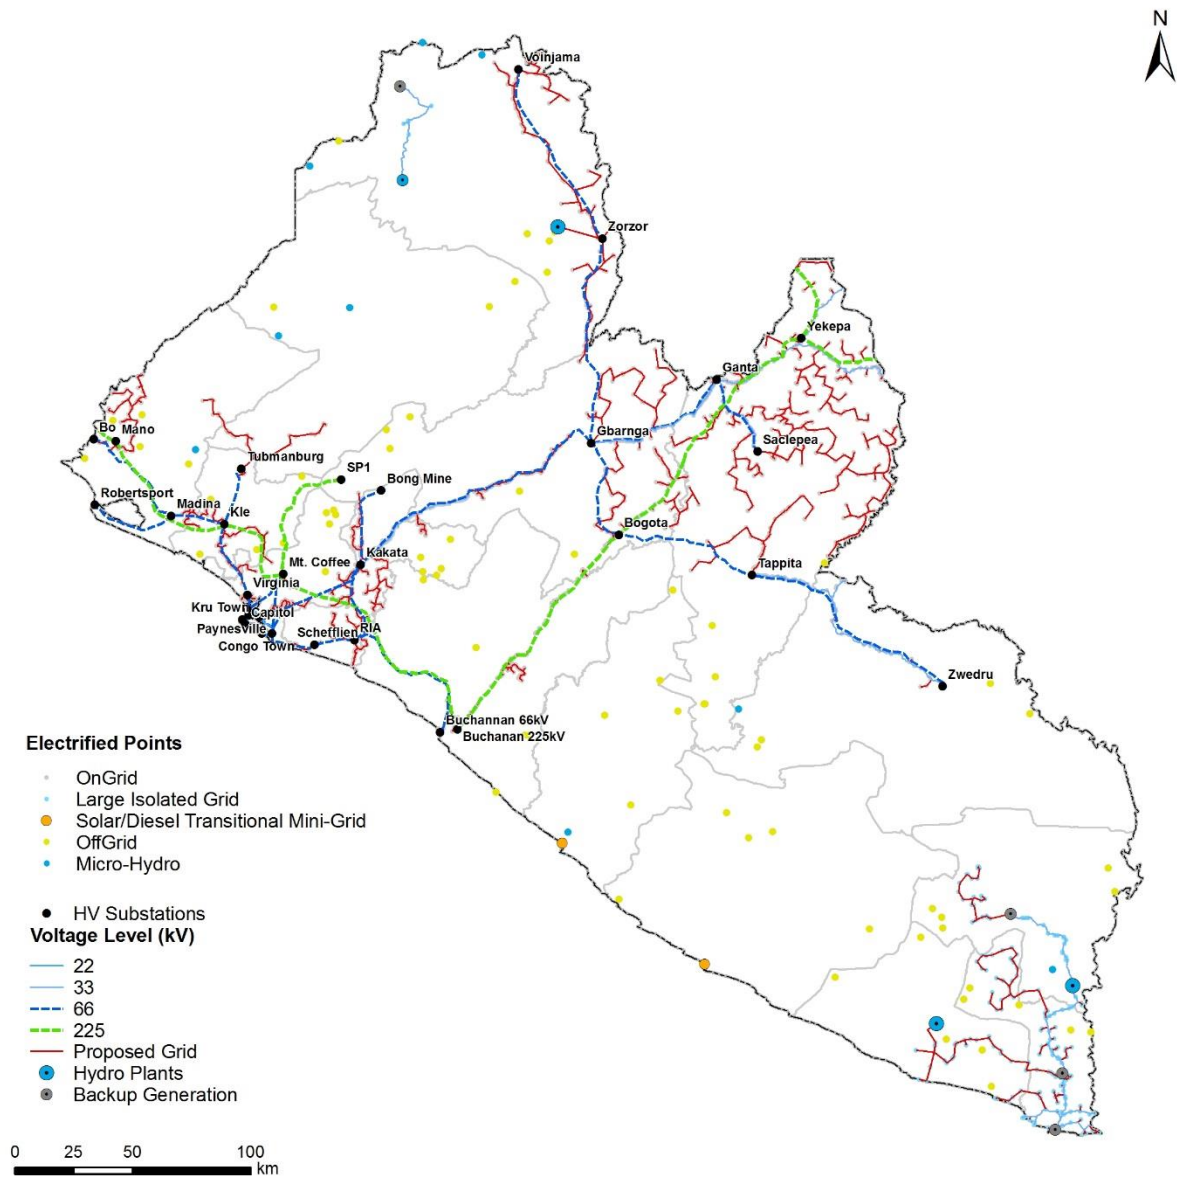 N
Voinjama
Zorzor
Yekepa
Ganta
Bo
Mano
Gbarnga
Saclepea
Tubmanburg
SP1
Bong Mine
Robertsport
Madina
Kle
Bogota
Kakata
Mt. Coffee
Tappita
Virginia
Kru Town
Capitol
Paynesville
Schefflien
RIA
Congo Town
Zwedru
Buchannan 66kV
Buchanan 225kV
Electrified Points
OnGrid
Large Isolated Grid
Solar/Diesel Transitional Mini-Grid
OffGrid
Micro-Hydro
HV Substations
Voltage Level (kV)
22
33
66
225
Proposed Grid
Hydro Plants
Backup Generation
0 25 50 100
km